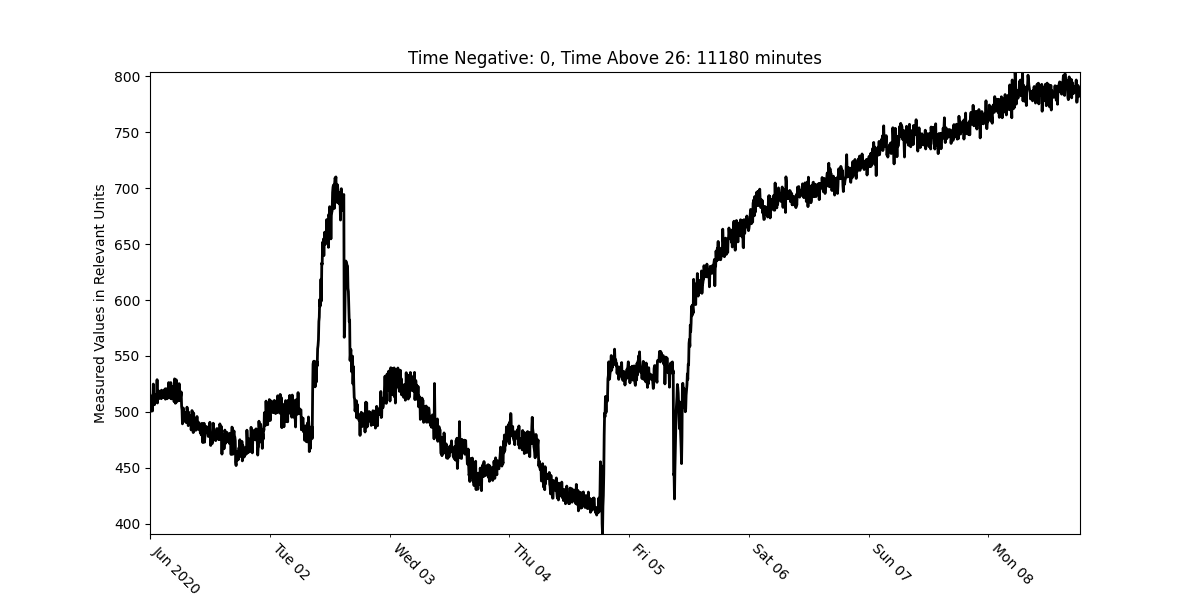 Time Negative: 0, Time Above 26: 11180 minutes
Measured Values in Relevant Units
800
750
700
650
600
550
500
450
400
Jun 2020
Tue 02
Wed 03
Thu 04
Fri 05
Sat 06
Sun 07
Mon 08